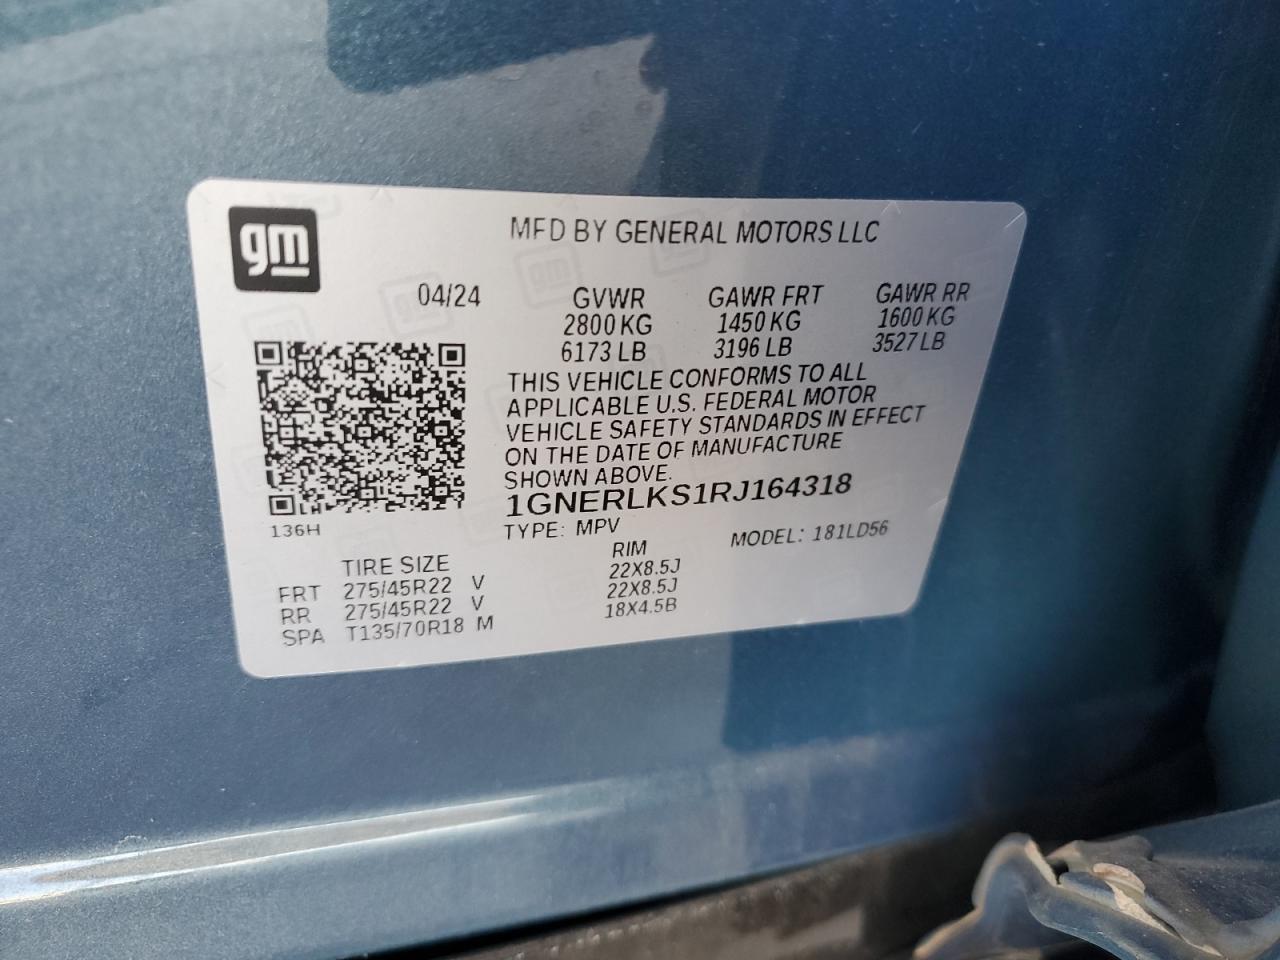 gm
MFD BY GENERAL MOTORS LLC
04/24 GVWR GAWR FRT GAWR RR
2800 KG 1450 KG 1600 KG
6173 LB 3196 LB 3527 LB
THIS VEHICLE CONFORMS TO ALL
APPLICABLE U.S. FEDERAL MOTOR
VEHICLE SAFETY STANDARDS IN EFFECT
ON THE DATE OF MANUFACTURE
SHOWN ABOVE.
1GNERLKS1RJ164318
136H
TYPE: MPV MODEL: 181LD56
TIRE SIZE RIM
FRT 275/45R22 V 22X8.5J
RR 275/45R22 V 22X8.5J
SPA T135/70R18 M 18X4.5B